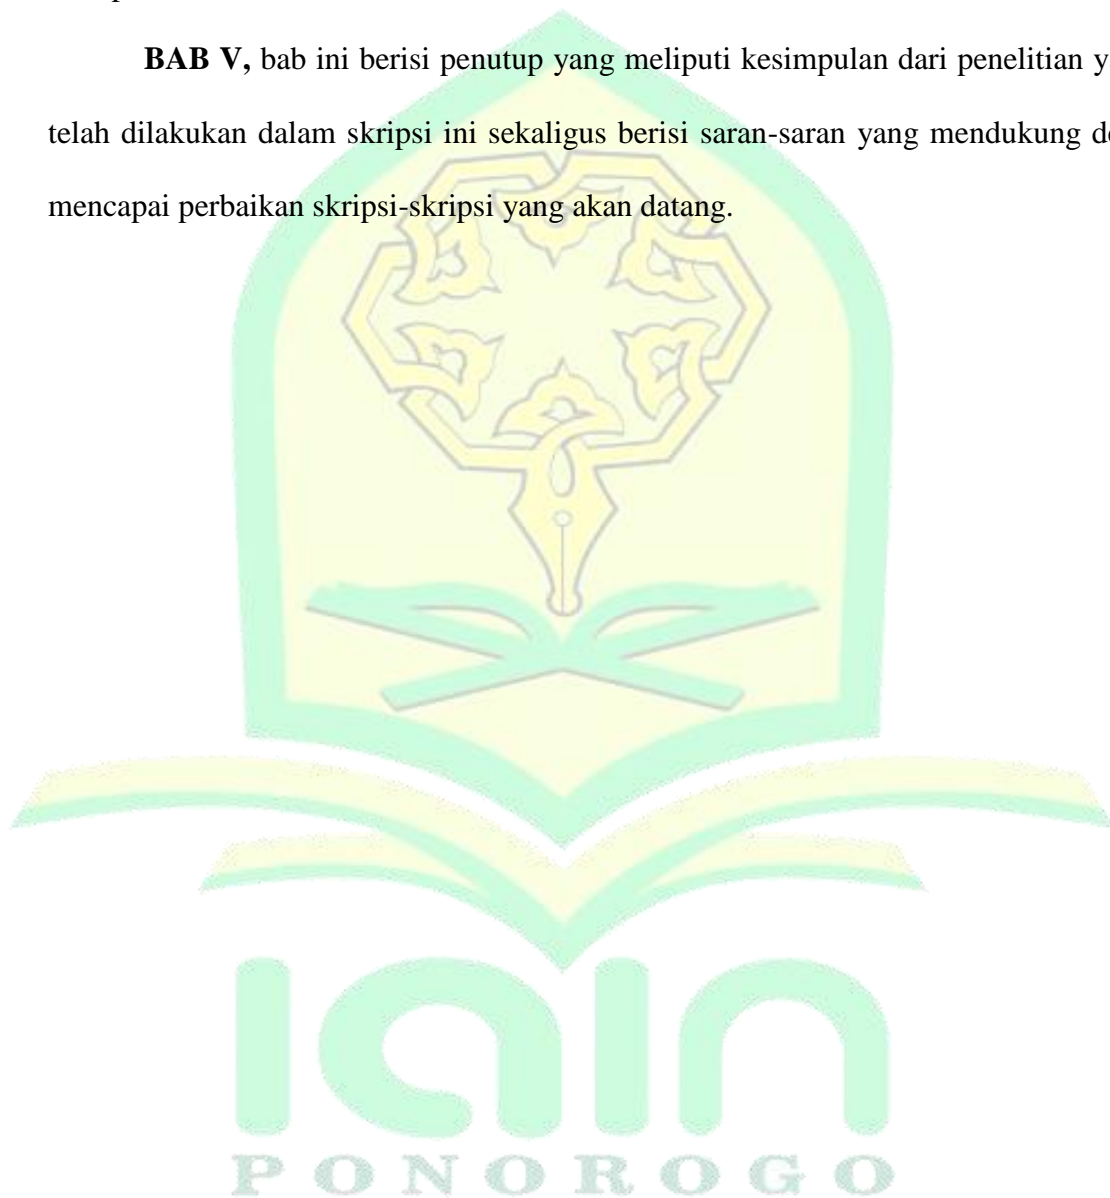 BAB V, bab ini berisi penutup yang meliputi kesimpulan dari penelitian
telah dilakukan dalam skripsi ini sekaligus berisi saran-saran yang mendukung
mencapai perbaikan skripsi-skripsi yang akan datang.
iain
PONOROGO